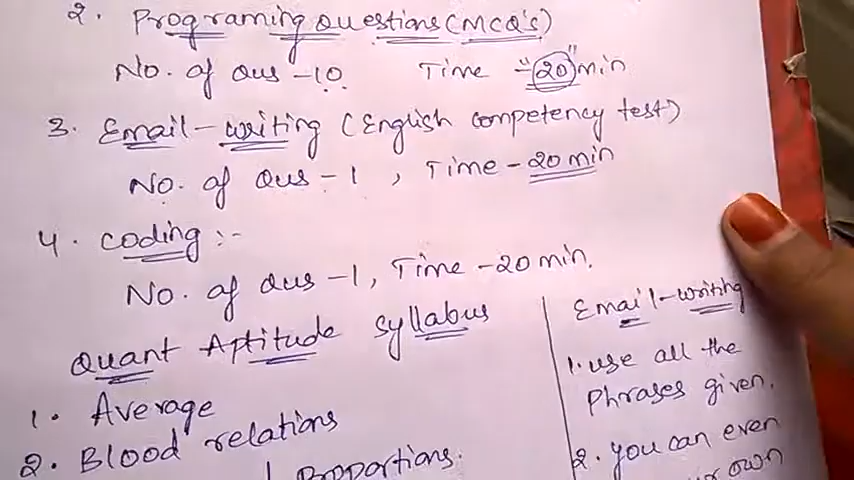 2. Programing Questions (MCQ's)
No. of Qus - 10 Time - "20" min
3. Email - writing (English competency test)
No. of Qus - 1 , Time - 20 min
4. Coding :-
No. of Qus - 1, Time - 20 min.
Quant Aptitude Syllabus
1. Average
2. Blood relations
Proportions.
Email - writing
1. use all the
Phrases given.
2. you can even
own